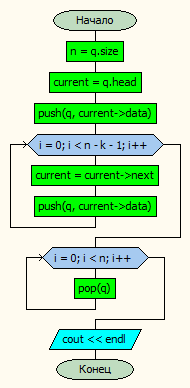 Начало
n = q.size
current = q.head
push(q, current->data)
i = 0; i < n - k - 1; i++
current = current->next
push(q, current->data)
i = 0; i < n; i++
pop(q)
cout << endl
Конец